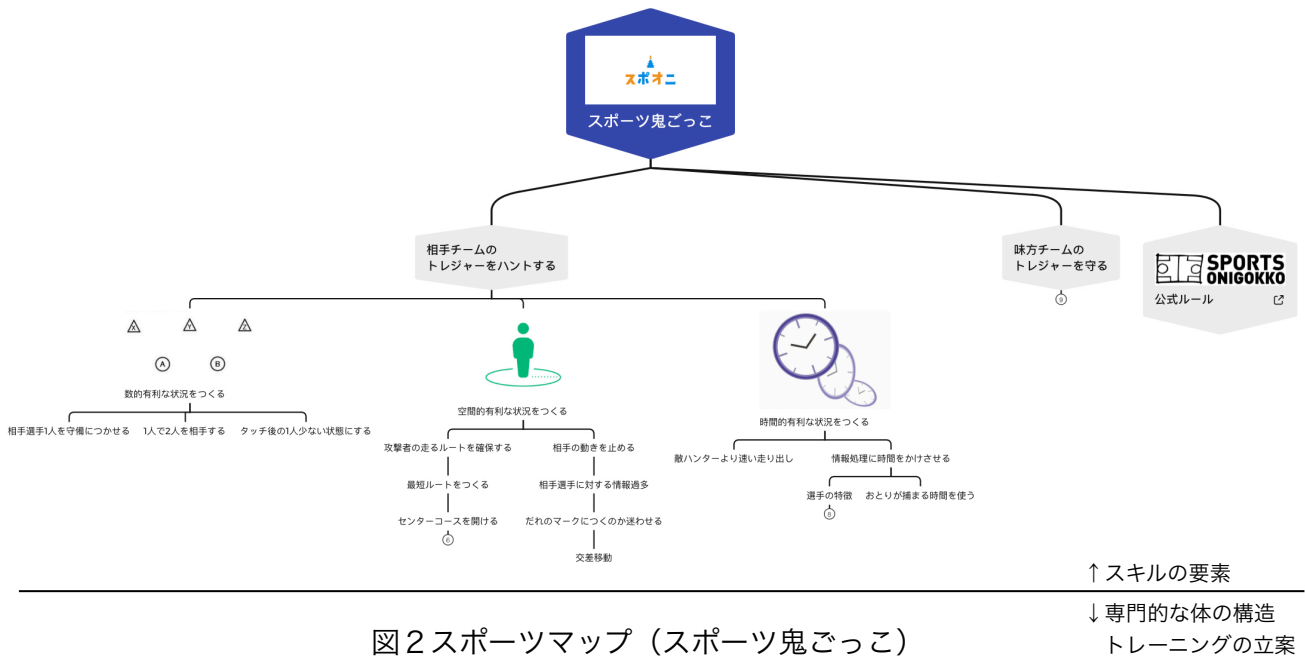 スポオニ
スポーツ鬼ごっこ
相手チームの
トレジャーをハントする
味方チームの
トレジャーを守る
9
SPORTS
ONIGOKKO
公式ルール
X Y Z
A B
数的有利な状況をつくる
相手選手1人を守備につかせる 1人で2人を相手する タッチ後の1人少ない状態にする
空間的有利な状況をつくる
攻撃者の走るルートを確保する 相手の動きを止める
最短ルートをつくる 相手選手に対する情報過多
センターコースを開ける だれのマークにつくのか迷わせる
6
交差移動
時間的有利な状況をつくる
敵ハンターより速い走り出し 情報処理に時間をかけさせる
選手の特徴 おとりが捕まる時間を使う
8
↑スキルの要素
↓専門的な体の構造
トレーニングの立案
図２スポーツマップ（スポーツ鬼ごっこ）